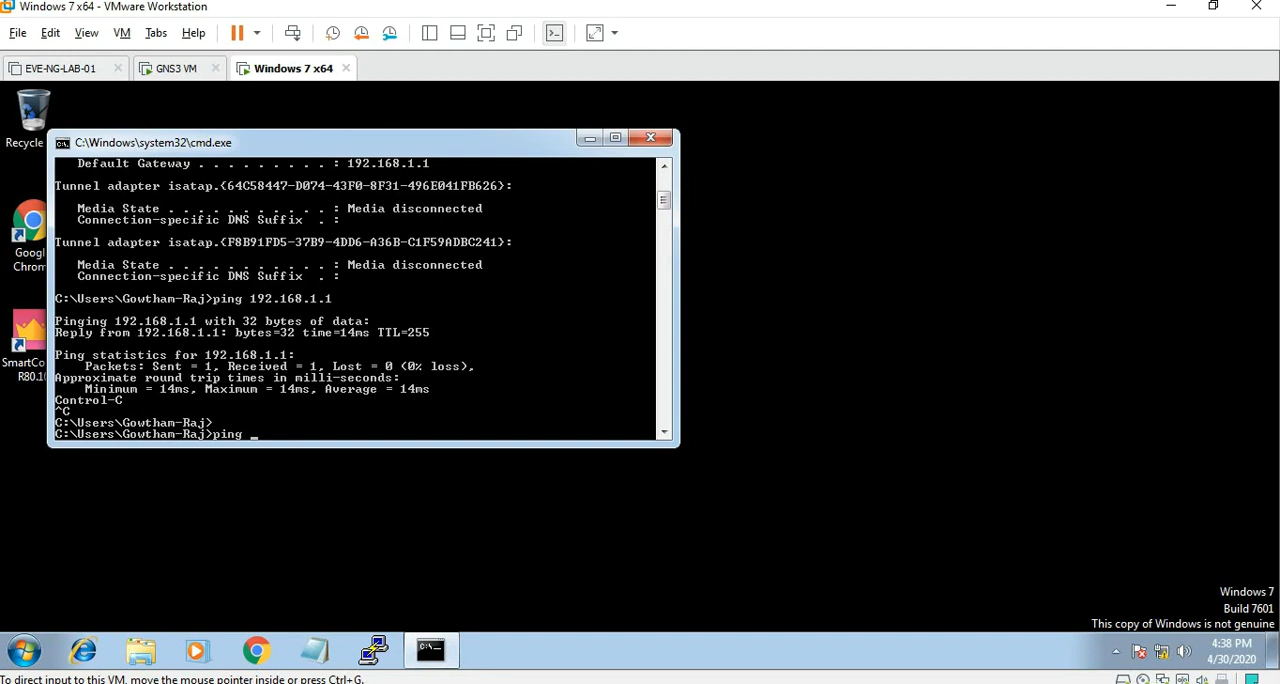 Windows 7 x64 - VMware Workstation
File Edit View VM Tabs Help
EVE-NG-LAB-01 GNS3 VM Windows 7 x64
Recycle
C:\Windows\system32\cmd.exe
Default Gateway . . . . . . . . . : 192.168.1.1
Tunnel adapter isatap.{64C58447-D074-43F0-8F31-496E041FB626}:
Media State . . . . . . . . . . . : Media disconnected
Connection-specific DNS Suffix  . :
Tunnel adapter isatap.{F8B91FD5-37B9-4DD6-A36B-C1F59ADBC241}:
Media State . . . . . . . . . . . : Media disconnected
Connection-specific DNS Suffix  . :
C:\Users\Gowtham-Raj>ping 192.168.1.1
Pinging 192.168.1.1 with 32 bytes of data:
Reply from 192.168.1.1: bytes=32 time=14ms TTL=255
Ping statistics for 192.168.1.1:
Packets: Sent = 1, Received = 1, Lost = 0 (0% loss),
Approximate round trip times in milli-seconds:
Minimum = 14ms, Maximum = 14ms, Average = 14ms
Control-C
^C
C:\Users\Gowtham-Raj>
C:\Users\Gowtham-Raj>ping _
Googl
Chrom
SmartCo
R80.10
Windows 7
Build 7601
This copy of Windows is not genuine
4:38 PM
4/30/2020
To direct input to this VM, move the mouse pointer inside or press Ctrl+G.